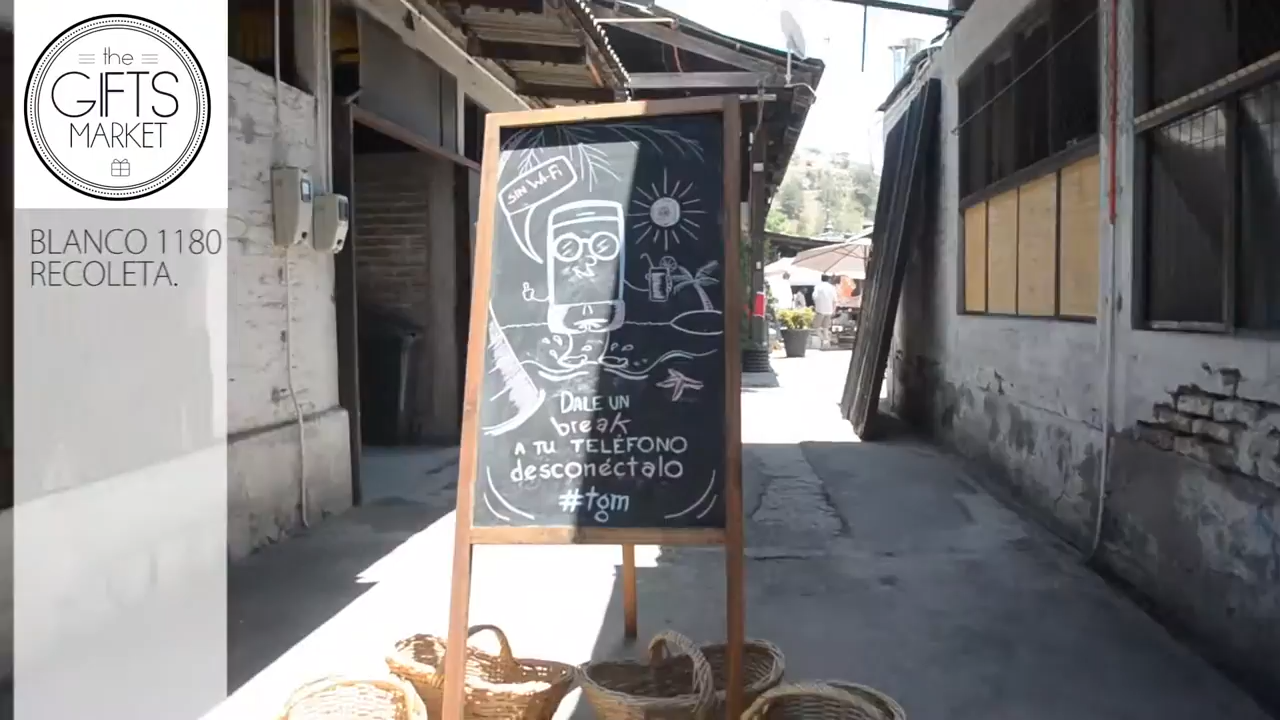 the
GIFTS
MARKET
BLANCO 1180
RECOLETA.
SIN WI-FI
DALE UN
break
A TU TELÉFONO
desconéctalo
#tgm